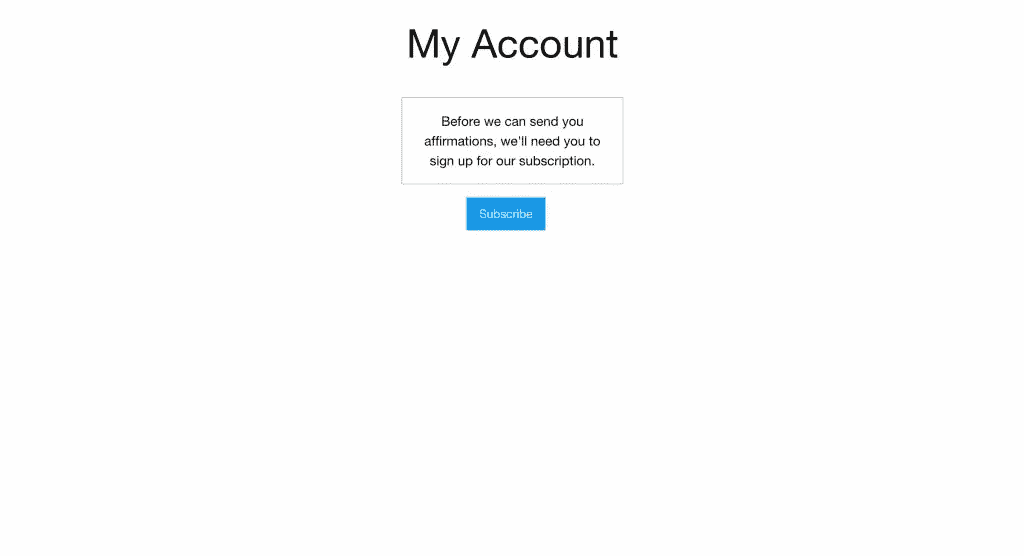 My Account
Before we can send you
affirmations, we'll need you to
sign up for our subscription.
Subscribe